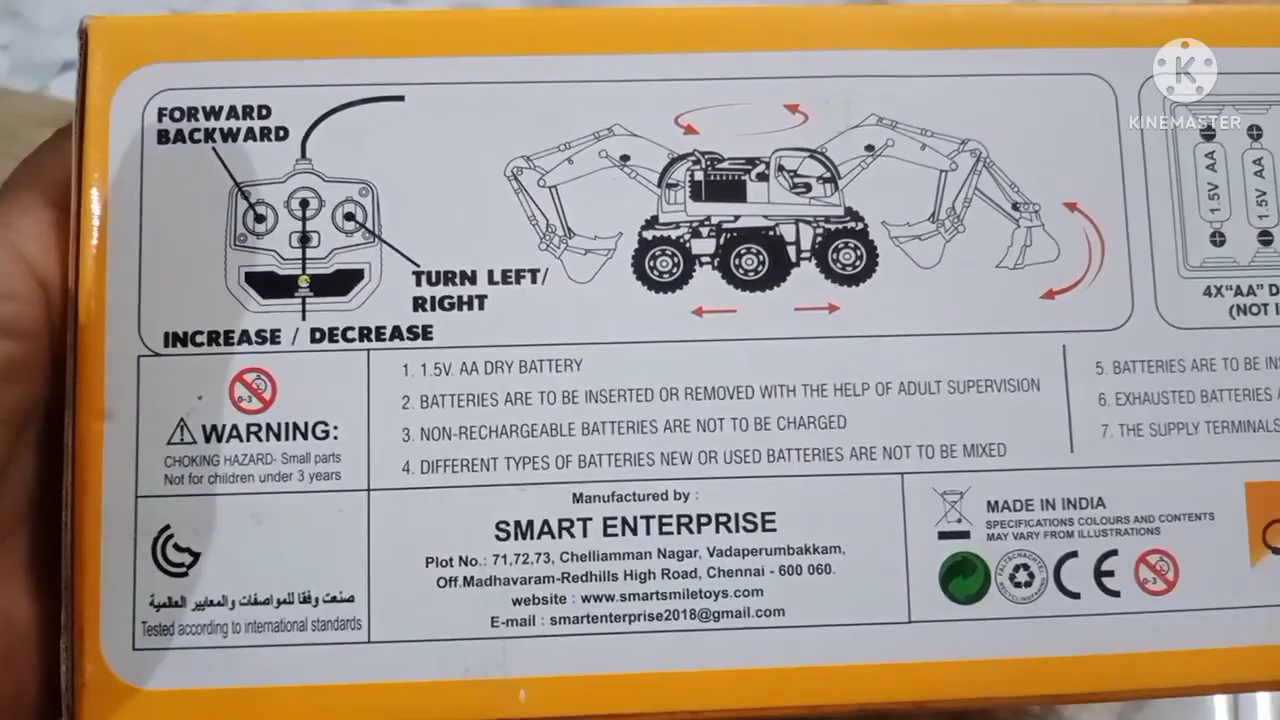 FORWARD
BACKWARD
TURN LEFT/
RIGHT
INCREASE / DECREASE
KINEMASTER
1.5V AA
1.5V AA
4X"AA" D
(NOT I
0-3
WARNING:
CHOKING HAZARD- Small parts
Not for children under 3 years
1. 1.5V. AA DRY BATTERY
2. BATTERIES ARE TO BE INSERTED OR REMOVED WITH THE HELP OF ADULT SUPERVISION
3. NON-RECHARGEABLE BATTERIES ARE NOT TO BE CHARGED
4. DIFFERENT TYPES OF BATTERIES NEW OR USED BATTERIES ARE NOT TO BE MIXED
5. BATTERIES ARE TO BE IN
6. EXHAUSTED BATTERIES
7. THE SUPPLY TERMINALS
صنعت وفقا للمواصفات والمعايير العالمية
Tested according to international standards
Manufactured by :
SMART ENTERPRISE
Plot No.: 71,72,73, Chelliamman Nagar, Vadaperumbakkam,
Off.Madhavaram-Redhills High Road, Chennai - 600 060.
website : www.smartsmiletoys.com
E-mail : smartenterprise2018@gmail.com
MADE IN INDIA
SPECIFICATIONS COLOURS AND CONTENTS
MAY VARY FROM ILLUSTRATIONS
CE
0-3